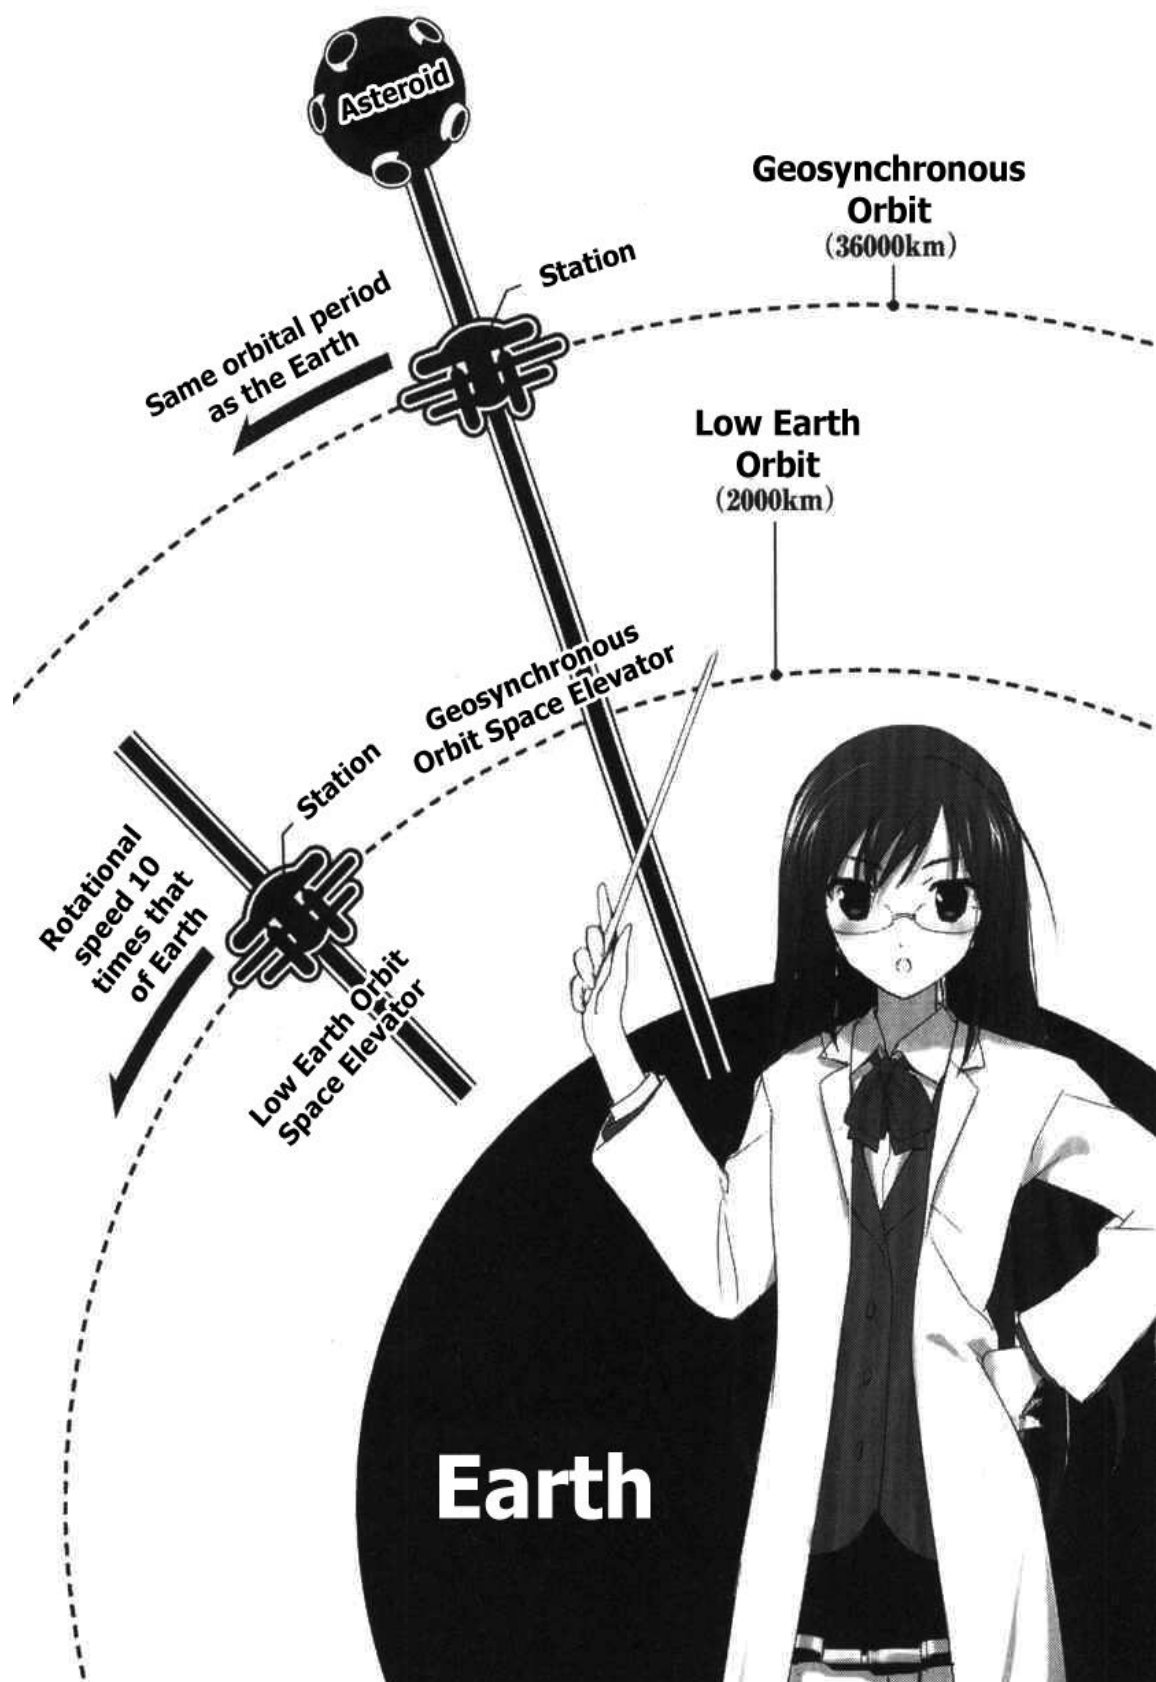 Asteroid
Geosynchronous
Orbit
(36000km)
Station
Same orbital period
as the Earth
Low Earth
Orbit
(2000km)
Geosynchronous
Orbit Space Elevator
Station
Rotational
speed 10
times that
of Earth
Low Earth Orbit
Space Elevator
Earth